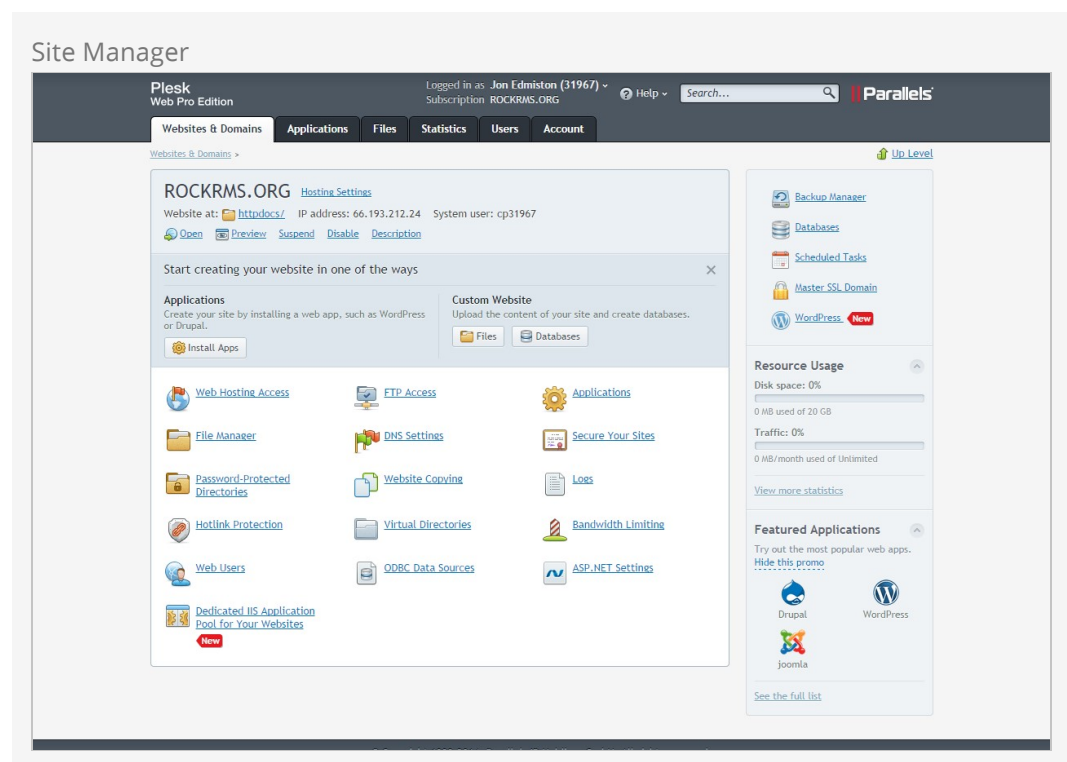 Site Manager
Plesk
Web Pro Edition
Logged in as Jon Edmiston (31967)
Subscription ROCKRMS.ORG
Help
Search...
Parallels
Websites & Domains
Applications
Files
Statistics
Users
Account
Websites & Domains >
Up Level
ROCKRMS.ORG Hosting Settings
Website at: httpdocs/ IP address: 66.193.212.24 System user: cp31967
Open Preview Suspend Disable Description
Start creating your website in one of the ways
Applications
Create your site by installing a web app, such as WordPress
or Drupal.
Install Apps
Custom Website
Upload the content of your site and create databases.
Files Databases
Web Hosting Access
FTP Access
Applications
File Manager
DNS Settings
Secure Your Sites
Password-Protected
Directories
Website Copying
Logs
Hotlink Protection
Virtual Directories
Bandwidth Limiting
Web Users
ODBC Data Sources
ASP.NET Settings
Dedicated IIS Application
Pool for Your Websites
New
Backup Manager
Databases
Scheduled Tasks
Master SSL Domain
WordPress New
Resource Usage
Disk space: 0%
0 MB used of 20 GB
Traffic: 0%
0 MB/month used of Unlimited
View more statistics
Featured Applications
Try out the most popular web apps.
Hide this promo
Drupal
WordPress
joomla
See the full list